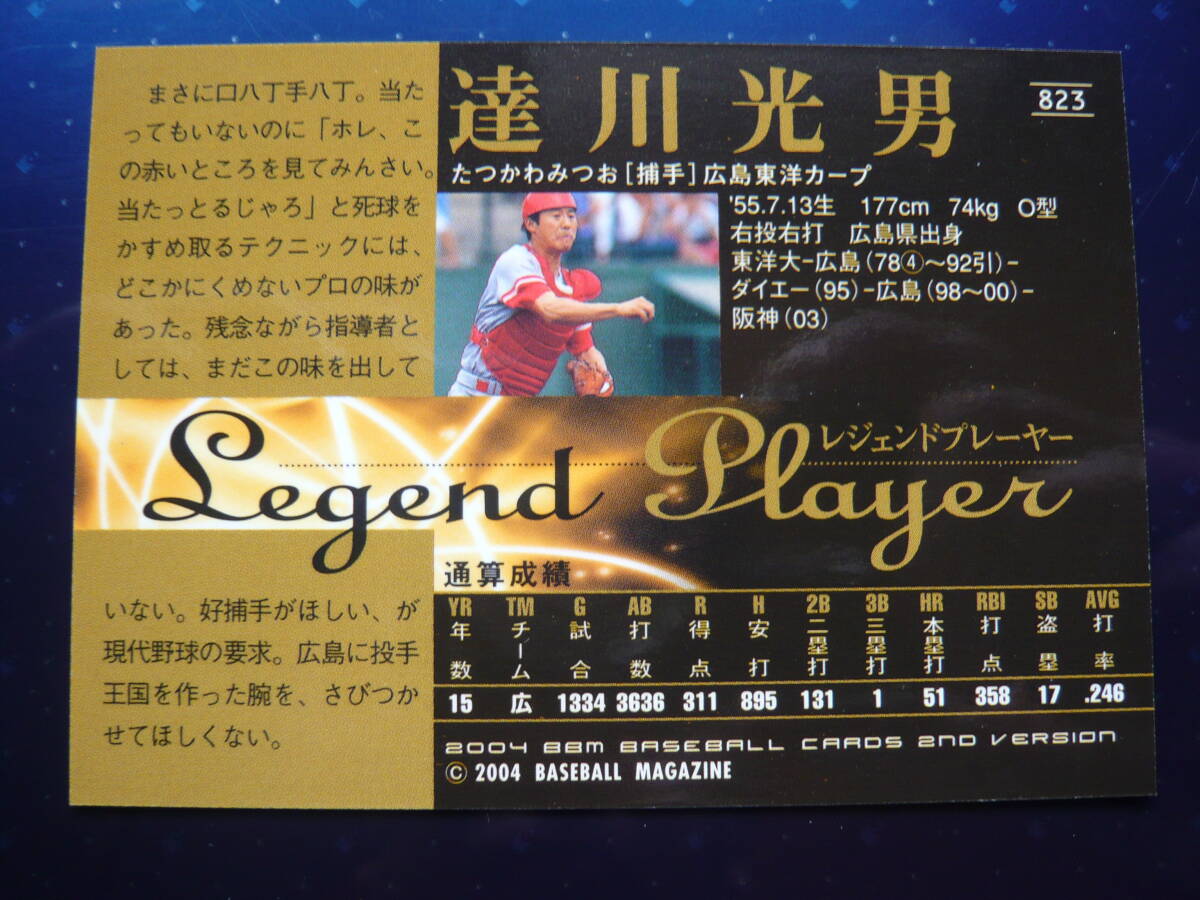 まさに口八丁手八丁。当た
ってもいないのに「ホレ、こ
の赤いところを見てみんさい。
当たっとるじゃろ」と死球を
かすめ取るテクニックには、
どこかにくめないプロの味が
あった。残念ながら指導者と
しては、まだこの味を出して
いない。好捕手がほしい、が
現代野球の要求。広島に投手
王国を作った腕を、さびつか
せてほしくない。
達川光男
823
たつかわみつお[捕手]広島東洋カープ
'55.7.13生 177cm 74kg O型
右投右打 広島県出身
東洋大-広島(78④〜92引)-
ダイエー(95)-広島(98〜00)-
阪神(03)
Legend Player
レジェンドプレーヤー
通算成績
YR TM G AB R H 2B 3B HR RBI SB AVG
年数 チーム 試合 打数 得点 安打 二塁打 三塁打 本塁打 打点 盗塁 打率
15 広 1334 3636 311 895 131 1 51 358 17 .246
2004 BBM BASEBALL CARDS 2ND VERSION
© 2004 BASEBALL MAGAZINE